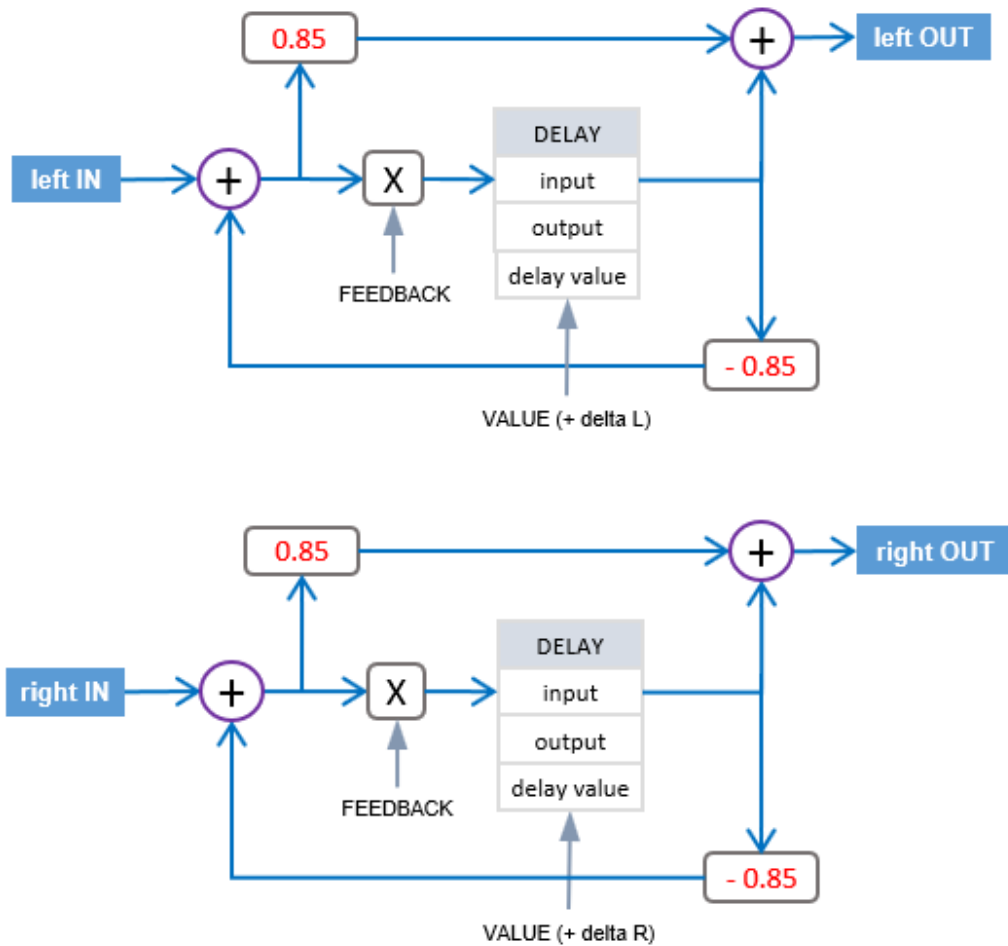 0.85
+
left OUT
DELAY
left IN
+
X
input
output
FEEDBACK
delay value
- 0.85
VALUE (+ delta L)
0.85
+
right OUT
DELAY
right IN
+
X
input
output
delay value
FEEDBACK
- 0.85
VALUE (+ delta R)